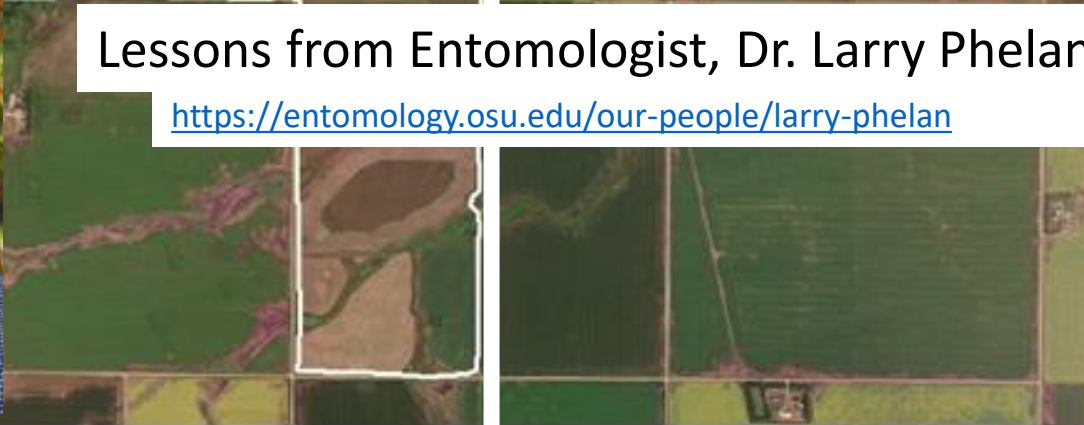 Lessons from Entomologist, Dr. Larry Phelan
https://entomology.osu.edu/our-people/larry-phelan